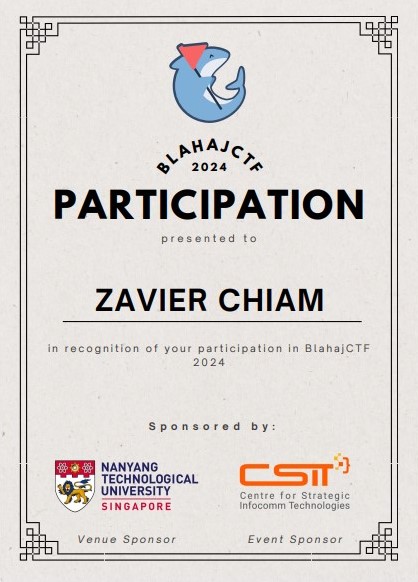 BLAHAJCTF
2024
PARTICIPATION
presented to
ZAVIER CHIAM
in recognition of your participation in BlahajCTF
2024
Sponsored by:
NANYANG
TECHNOLOGICAL
UNIVERSITY
SINGAPORE
CSIT
Centre for Strategic
Infocomm Technologies
Venue Sponsor
Event Sponsor